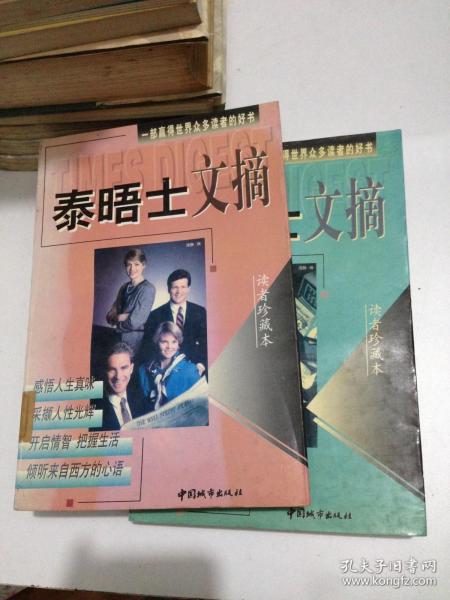 一部赢得世界众多读者的好书
TIMES DIGEST
泰晤士文摘
读者珍藏本
感悟人生真味
采撷人性光辉
开启情智 把握生活
倾听来自西方的心语
中国城市出版社
得世界众多读者的好书
士文摘
读者珍藏本
中国城市出版社
孔夫子旧书网
www.kongfz.com